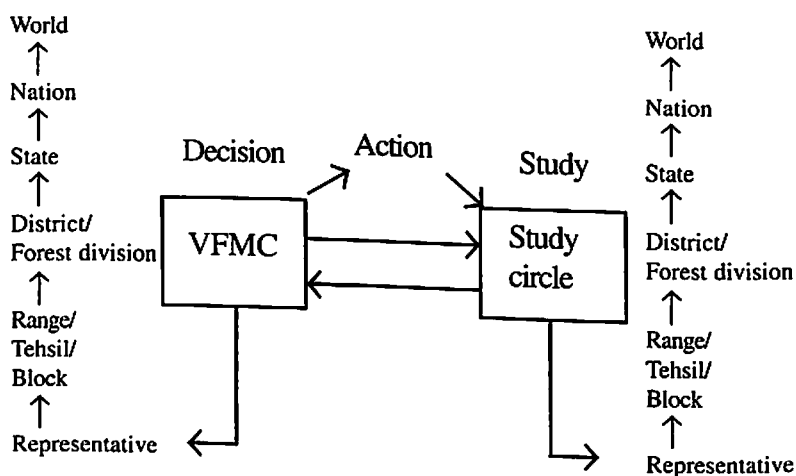 World
Nation
State
District/
Forest division
Range/
Tehsil/
Block
Representative
Decision
Action
Study
VFMC
Study
circle
World
Nation
State
District/
Forest division
Range/
Tehsil/
Block
Representative